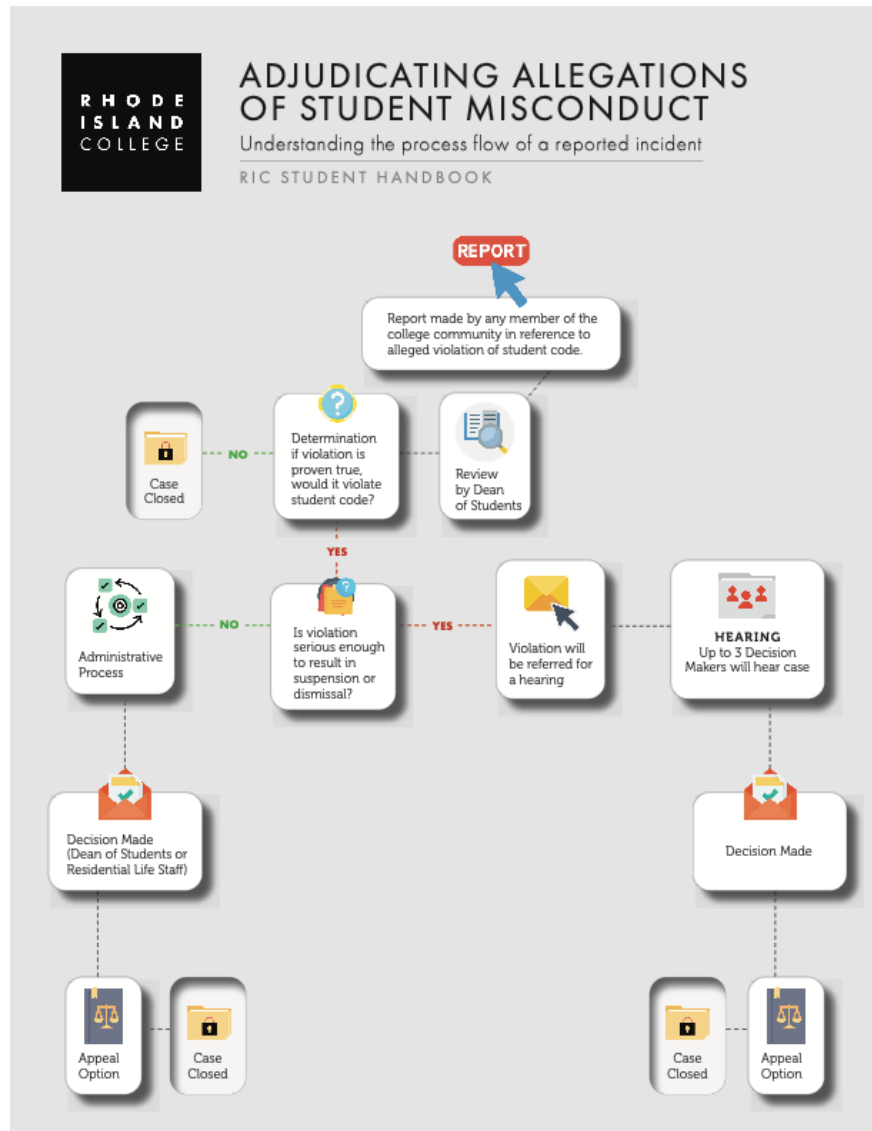 RHODE
ISLAND
COLLEGE
ADJUDICATING ALLEGATIONS
OF STUDENT MISCONDUCT
Understanding the process flow of a reported incident
RIC STUDENT HANDBOOK
REPORT
Report made by any member of the
college community in reference to
alleged violation of student code.
Case
Closed
NO
?
Determination
if violation is
proven true,
would it violate
student code?
Review
by Dean
of Students
YES
Administrative
Process
NO
?
Is violation
serious enough
to result in
suspension or
dismissal?
YES
Violation will
be referred for
a hearing
HEARING
Up to 3 Decision
Makers will hear case
Decision Made
(Dean of Students or
Residential Life Staff)
Decision Made
Appeal
Option
Case
Closed
Case
Closed
Appeal
Option